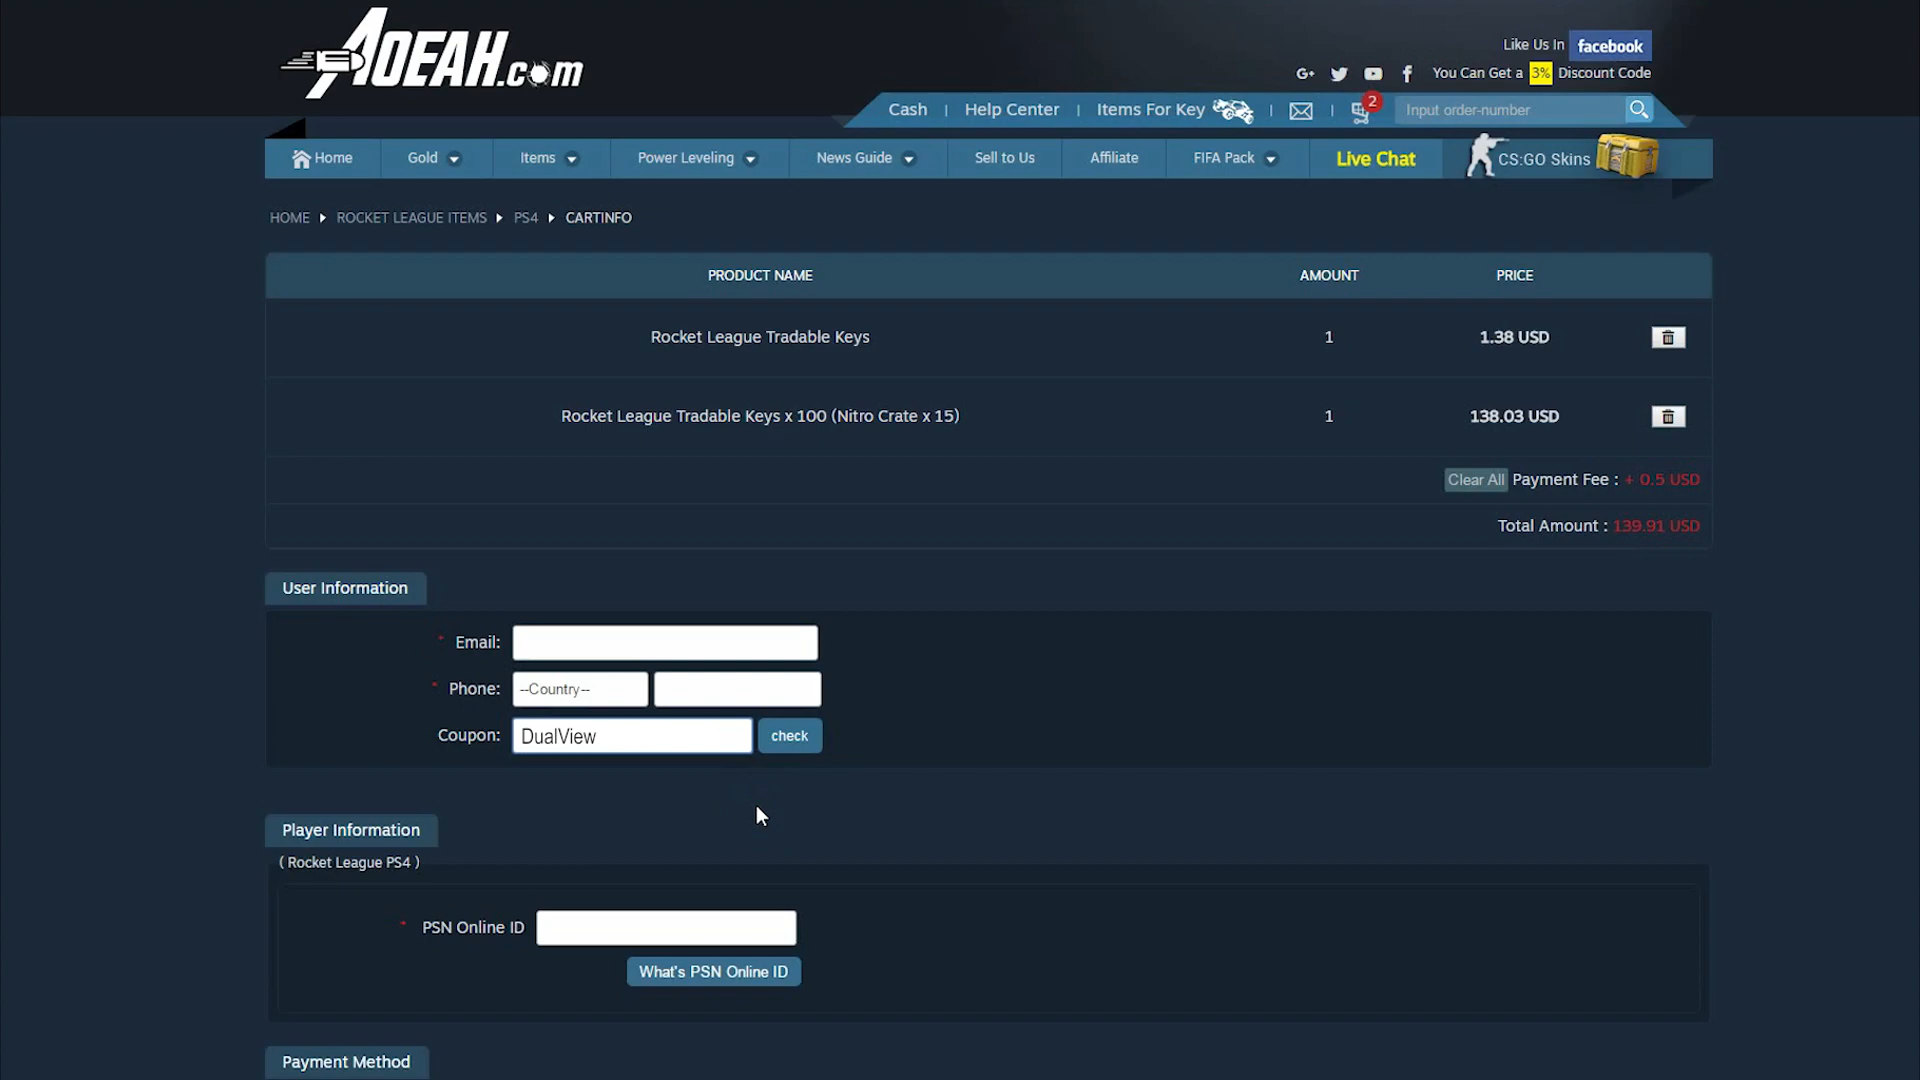 AOEAH.com
Like Us In facebook
You Can Get a 3% Discount Code
Cash | Help Center | Items For Key | | 2 Input order-number
Home Gold Items Power Leveling News Guide Sell to Us Affiliate FIFA Pack Live Chat CS:GO Skins
HOME ROCKET LEAGUE ITEMS PS4 CARTINFO
PRODUCT NAME AMOUNT PRICE
Rocket League Tradable Keys 1 1.38 USD
Rocket League Tradable Keys x 100 (Nitro Crate x 15) 1 138.03 USD
Clear All Payment Fee : + 0.5 USD
Total Amount : 139.91 USD
User Information
* Email:
* Phone: --Country--
Coupon: DualView check
Player Information
( Rocket League PS4 )
* PSN Online ID
What's PSN Online ID
Payment Method